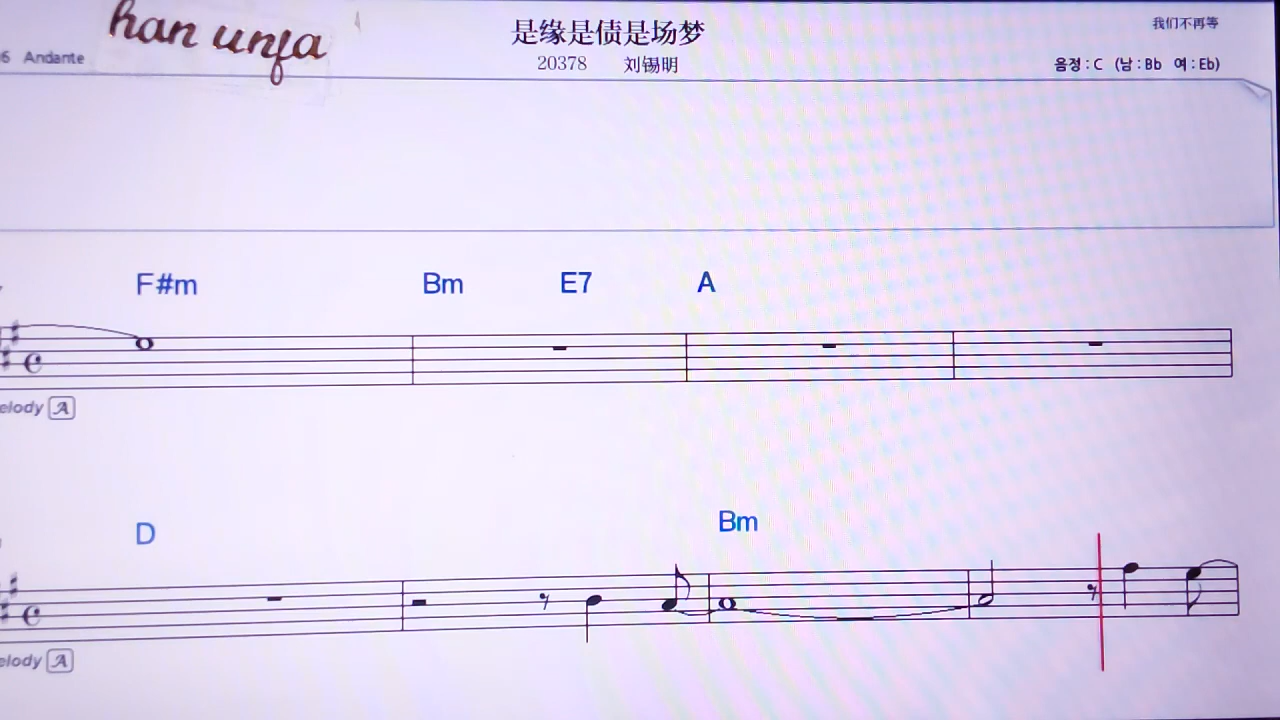 han unfa
是缘是债是场梦
我们不再等
6 Andante
20378 刘锡明
음정 : C (남 : Bb 여 : Eb)
F#m Bm E7 A
elody A
D Bm
elody A